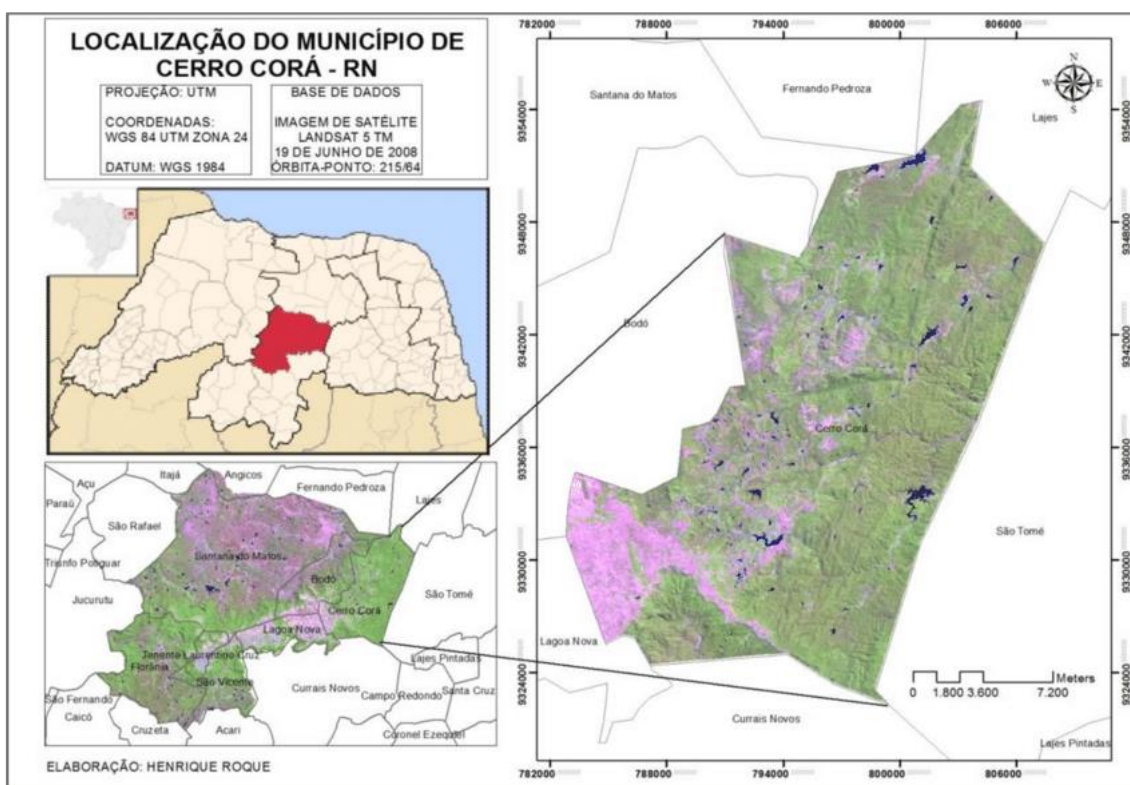 LOCALIZAÇÃO DO MUNICÍPIO DE
CERRO CORÁ - RN
PROJEÇÃO: UTM
COORDENADAS:
WGS 84 UTM ZONA 24
DATUM: WGS 1984
BASE DE DADOS
IMAGEM DE SATÉLITE
LANDSAT 5 TM
19 DE JUNHO DE 2008
ÓRBITA-PONTO: 215/64
Itajá
Angicos
Açu
Fernando Pedroza
Paraú
Lajes
São Rafael
Santana do Matos
Triunfo Potiguar
Bodó
Jucurutu
Cerro Corá
São Tomé
Lagoa Nova
Tenente Laurentino Cruz
Lajes Pintadas
Florânia
São Vicente
Currais Novos
São Fernando
Campo Redondo
Santa Cruz
Caicó
Cruzeta
Acari
Coronel Ezequiel
ELABORAÇÃO: HENRIQUE ROQUE
782000 788000 794000 800000 806000
9354000
9348000
9342000
9336000
9330000
9324000
Santana do Matos
Fernando Pedroza
N
W E
S
Lajes
Bodó
Cerro Corá
São Tomé
Lagoa Nova
Currais Novos
Lajes Pintadas
0 1.800 3.600 7.200
Meters
782000 788000 794000 800000 806000